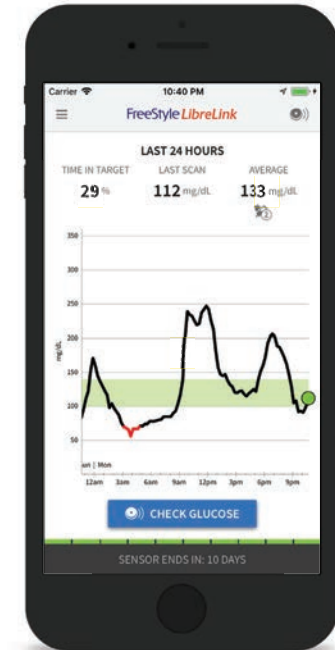 Carrier 10:40 PM
FreeStyle LibreLink
LAST 24 HOURS
TIME IN TARGET LAST SCAN AVERAGE
29 % 112 mg/dL 133 mg/dL
2
350
300
250
200
150
100
50
mg/dL
un | Mon
12am 3am 6am 9am 12pm 3pm 6pm 9pm
CHECK GLUCOSE
SENSOR ENDS IN: 10 DAYS